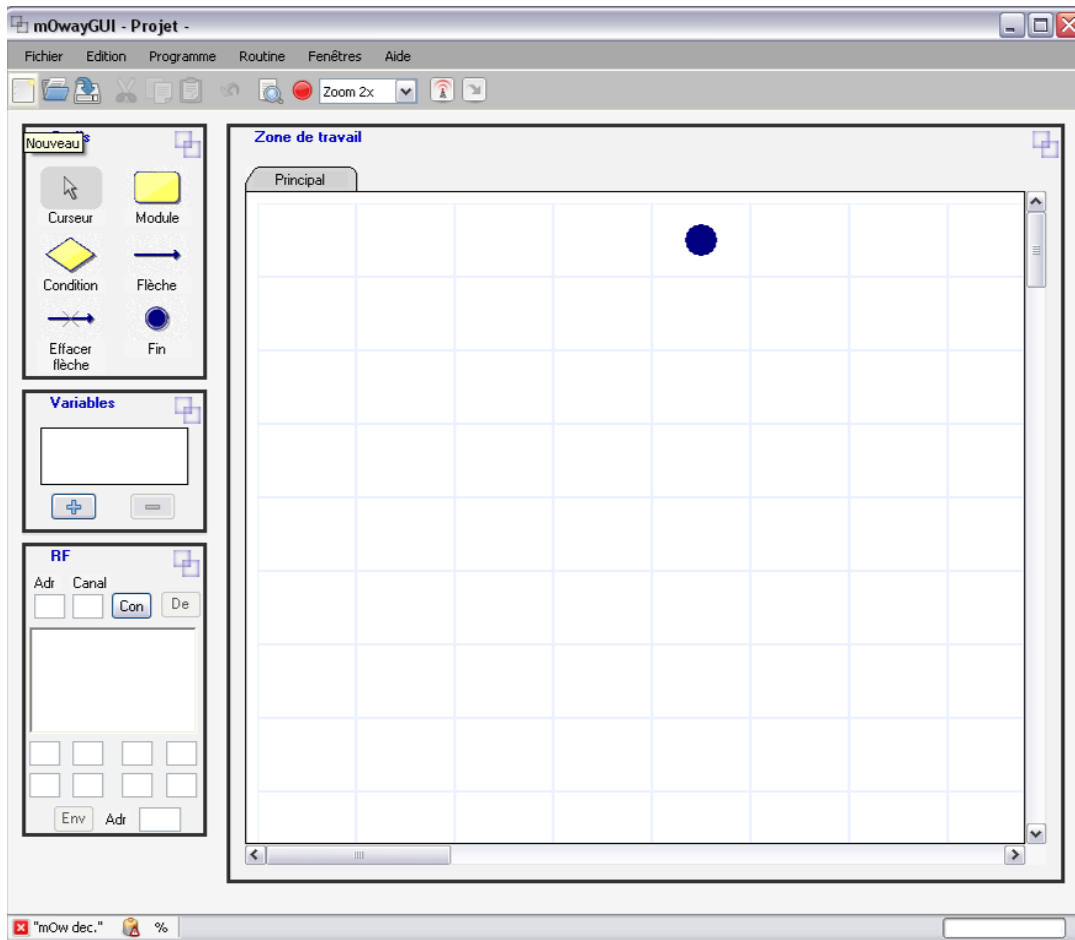 mOwayGUI - Projet -
Fichier Edition Programme Routine Fenêtres Aide
Zoom 2x
Nouveau
Curseur Module
Condition Flèche
Effacer flèche Fin
Variables
RF
Adr Canal
Con De
Env Adr
Zone de travail
Principal
"mOw dec." %